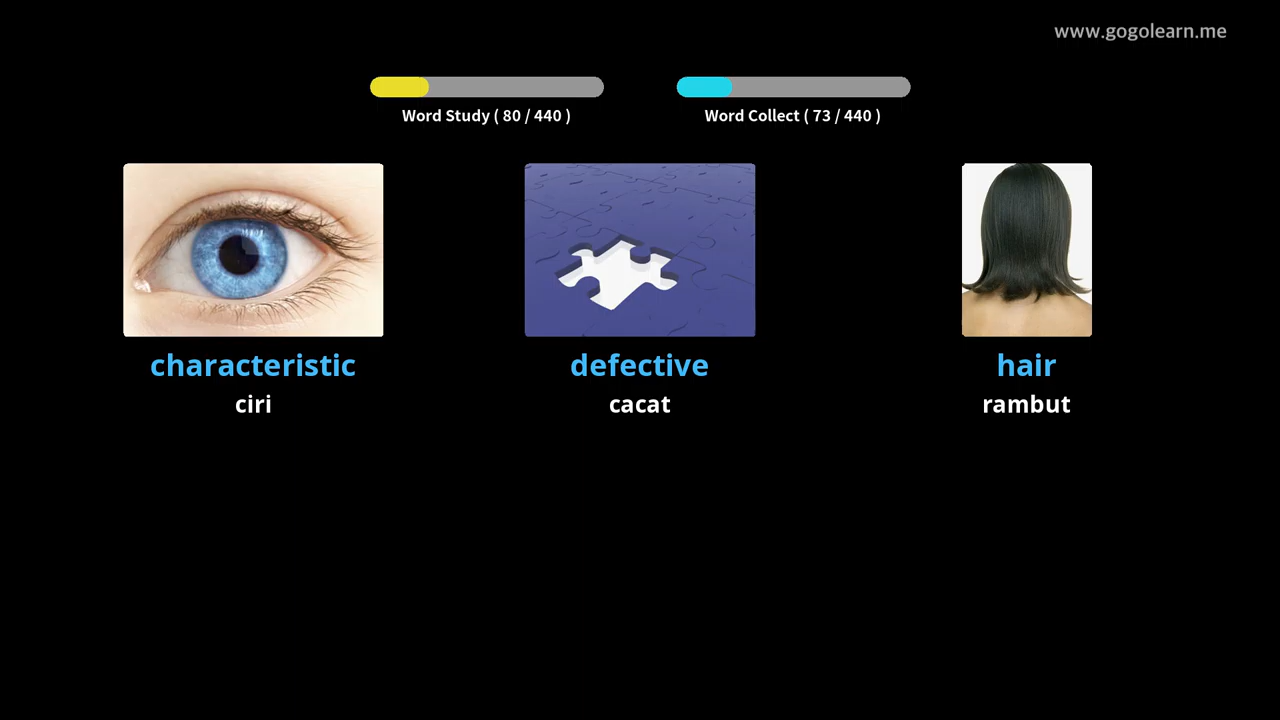 www.gogolearn.me
Word Study ( 80 / 440 )
Word Collect ( 73 / 440 )
characteristic
ciri
defective
cacat
hair
rambut